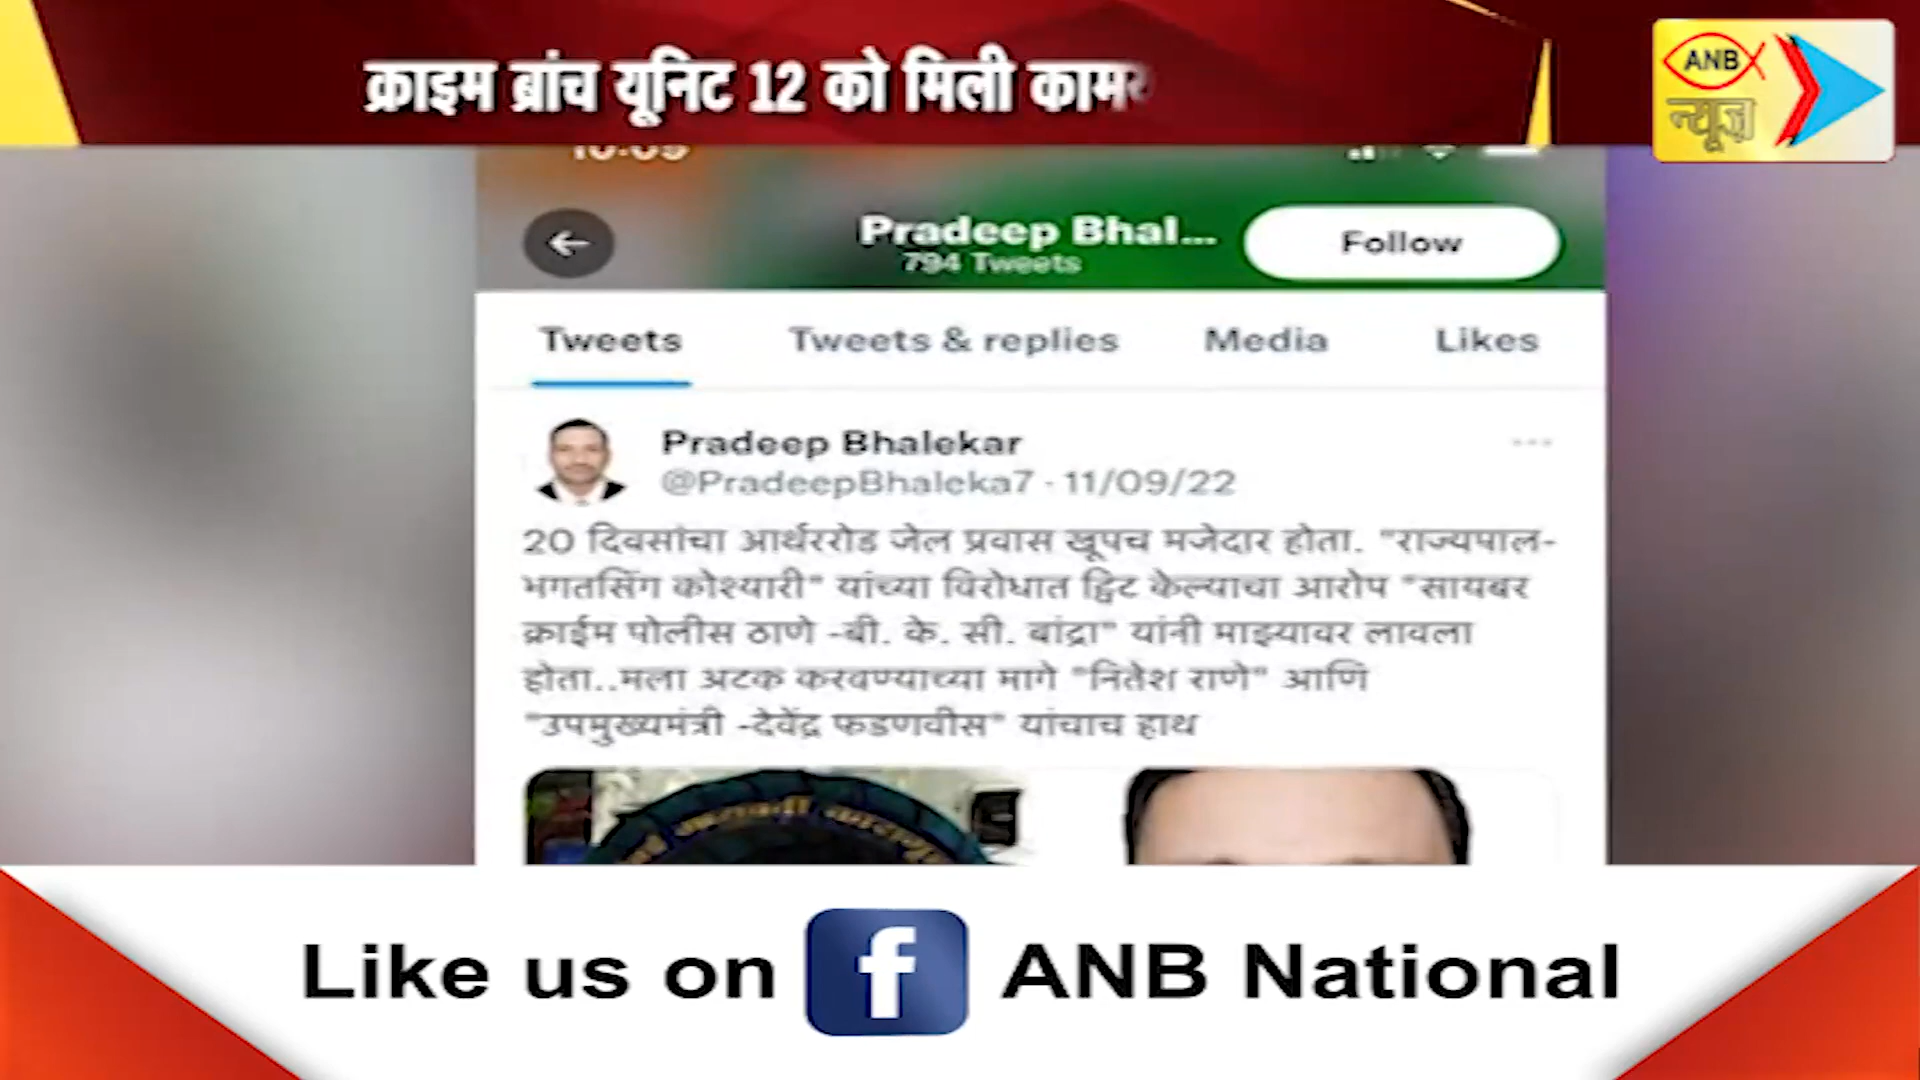 क्राइम ब्रांच यूनिट 12 को मिली
ANB
न्यूज़
Pradeep Bhal...
794 Tweets
Follow
Tweets
Tweets & replies
Media
Likes
Pradeep Bhalekar
@PradeepBhaleka7 · 11/09/22
20 दिवसांचा आर्थररोड जेल प्रवास खूपच मजेदार होता. "राज्यपाल-
भगतसिंग कोश्यारी" यांच्या विरोधात ट्विट केल्याचा आरोप "सायबर
क्राईम पोलीस ठाणे -बी. के. सी. बांद्रा" यांनी माझ्यावर लावला
होता..मला अटक करवण्याच्या मागे "नितेश राणे" आणि
"उपमुख्यमंत्री -देवेंद्र फडणवीस" यांचाच हाथ
Like us on f ANB National